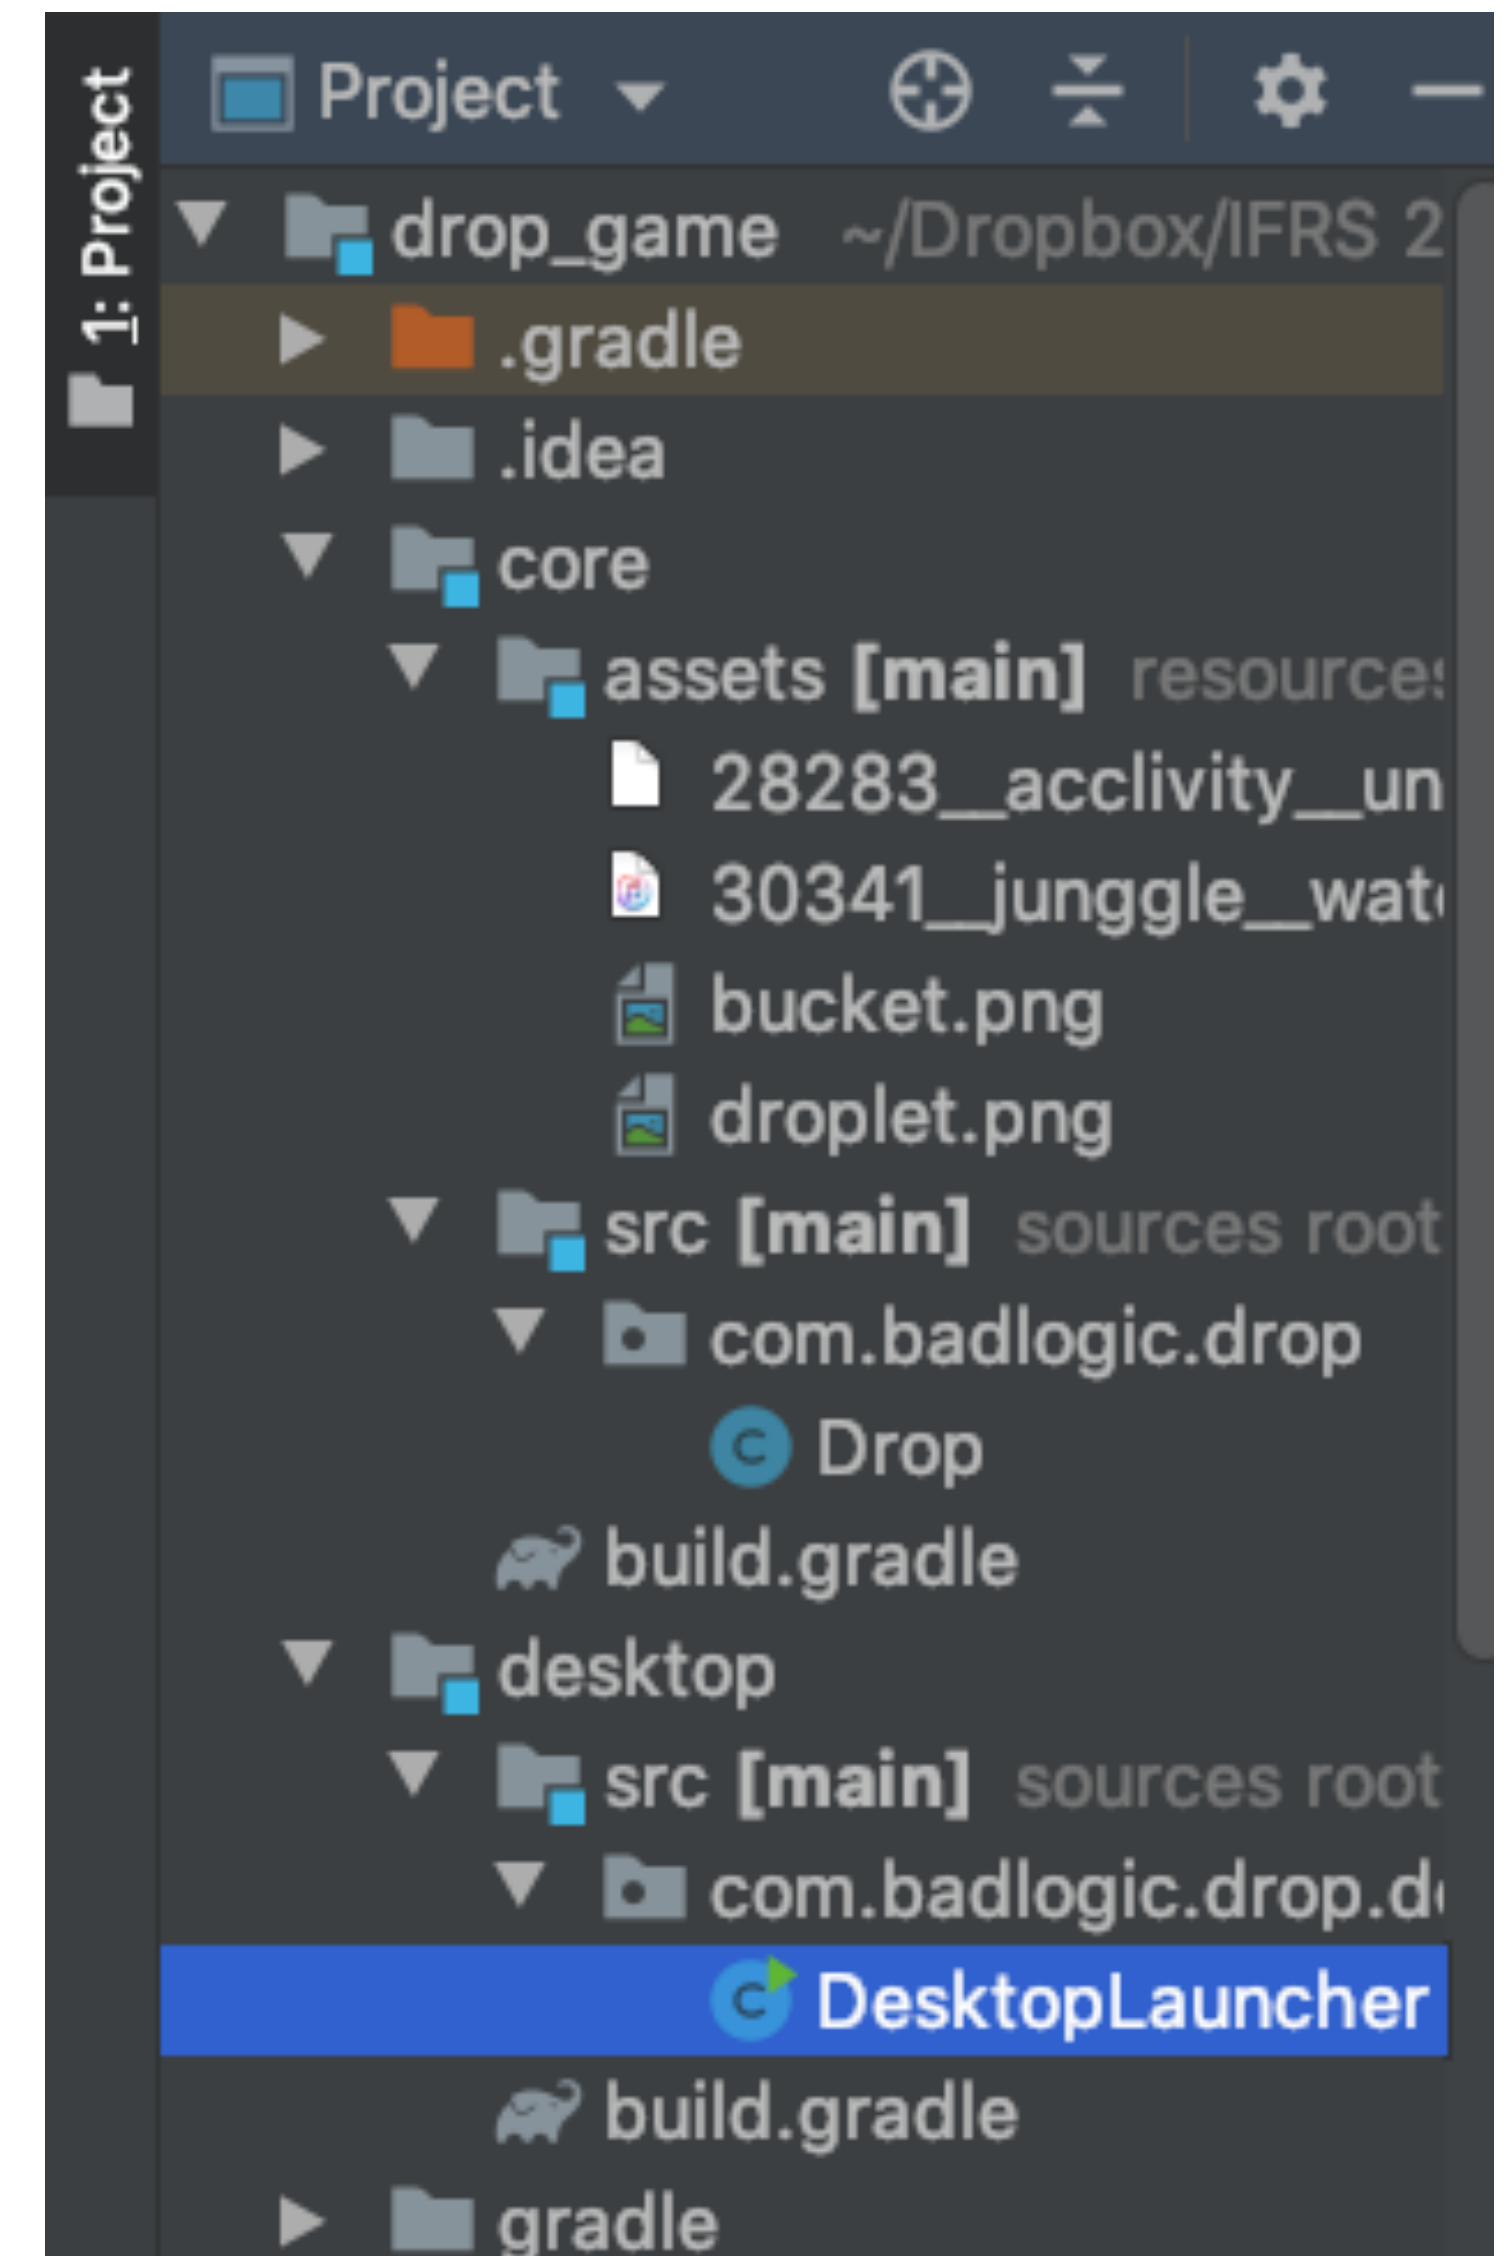 1: Project
Project
drop_game ~/Dropbox/IFRS 2
.gradle
.idea
core
assets [main] resources
28283__acclivity__un
30341__junggle__wat
bucket.png
droplet.png
src [main] sources root
com.badlogic.drop
C Drop
build.gradle
desktop
src [main] sources root
com.badlogic.drop.d
C DesktopLauncher
build.gradle
gradle